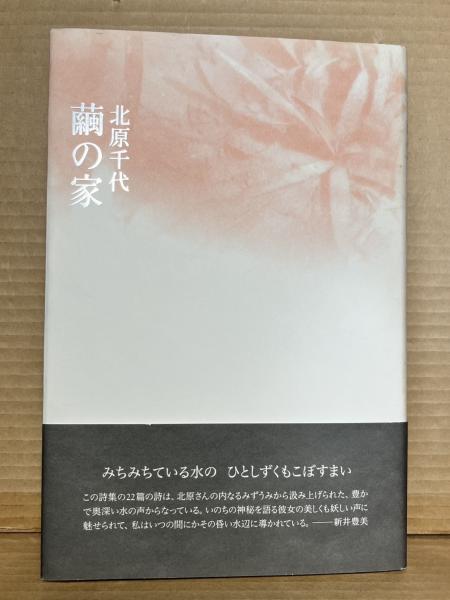 北原千代
繭の家
みちみちている水の　ひとしずくもこぼすまい
この詩集の22篇の詩は、北原さんの内なるみずうみから汲み上げられた、豊か
で奥深い水の声からなっている。いのちの神秘を語る彼女の美しくも妖しい声に
魅せられて、私はいつの間にかその昏い水辺に導かれている。——新井豊美